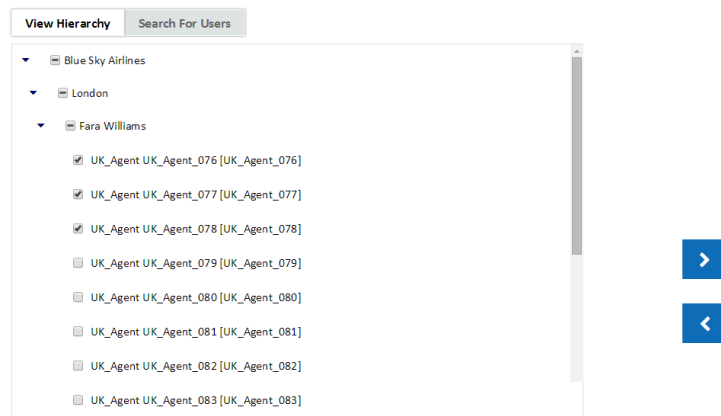 View Hierarchy Search For Users
Blue Sky Airlines
London
Fara Williams
UK_Agent UK_Agent_076 [UK_Agent_076]
UK_Agent UK_Agent_077 [UK_Agent_077]
UK_Agent UK_Agent_078 [UK_Agent_078]
UK_Agent UK_Agent_079 [UK_Agent_079]
UK_Agent UK_Agent_080 [UK_Agent_080]
UK_Agent UK_Agent_081 [UK_Agent_081]
UK_Agent UK_Agent_082 [UK_Agent_082]
UK_Agent UK_Agent_083 [UK_Agent_083]